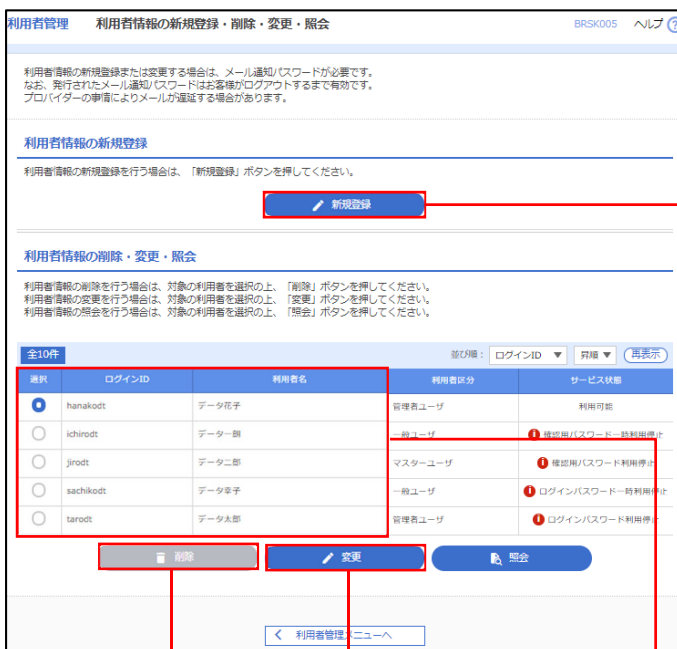 利用者管理 利用者情報の新規登録・削除・変更・照会 BRSK005 ヘルプ ?
利用者情報の新規登録または変更する場合は、メール通知パスワードが必要です。
なお、発行されたメール通知パスワードはお客様がログアウトするまで有効です。
プロバイダーの事情によりメールが遅延する場合があります。
利用者情報の新規登録
利用者情報の新規登録を行う場合は、「新規登録」ボタンを押してください。
新規登録
利用者情報の削除・変更・照会
利用者情報の削除を行う場合は、対象の利用者を選択の上、「削除」ボタンを押してください。
利用者情報の変更を行う場合は、対象の利用者を選択の上、「変更」ボタンを押してください。
利用者情報の照会を行う場合は、対象の利用者を選択の上、「照会」ボタンを押してください。
全10件 並び順： ログインID ▼ 昇順 ▼ 再表示
選択 ログインID 利用者名 利用者区分 サービス状態
hanakodt データ花子 管理者ユーザ 利用可能
ichirodt データ一朗 一般ユーザ 確認用パスワード一時利用停止
jirodt データ二郎 マスターユーザ 確認用パスワード利用停止
sachikodt データ幸子 一般ユーザ ログインパスワード一時利用停止
tarodt データ太郎 管理者ユーザ ログインパスワード利用停止
削除 変更 照会
利用者管理メニューへ